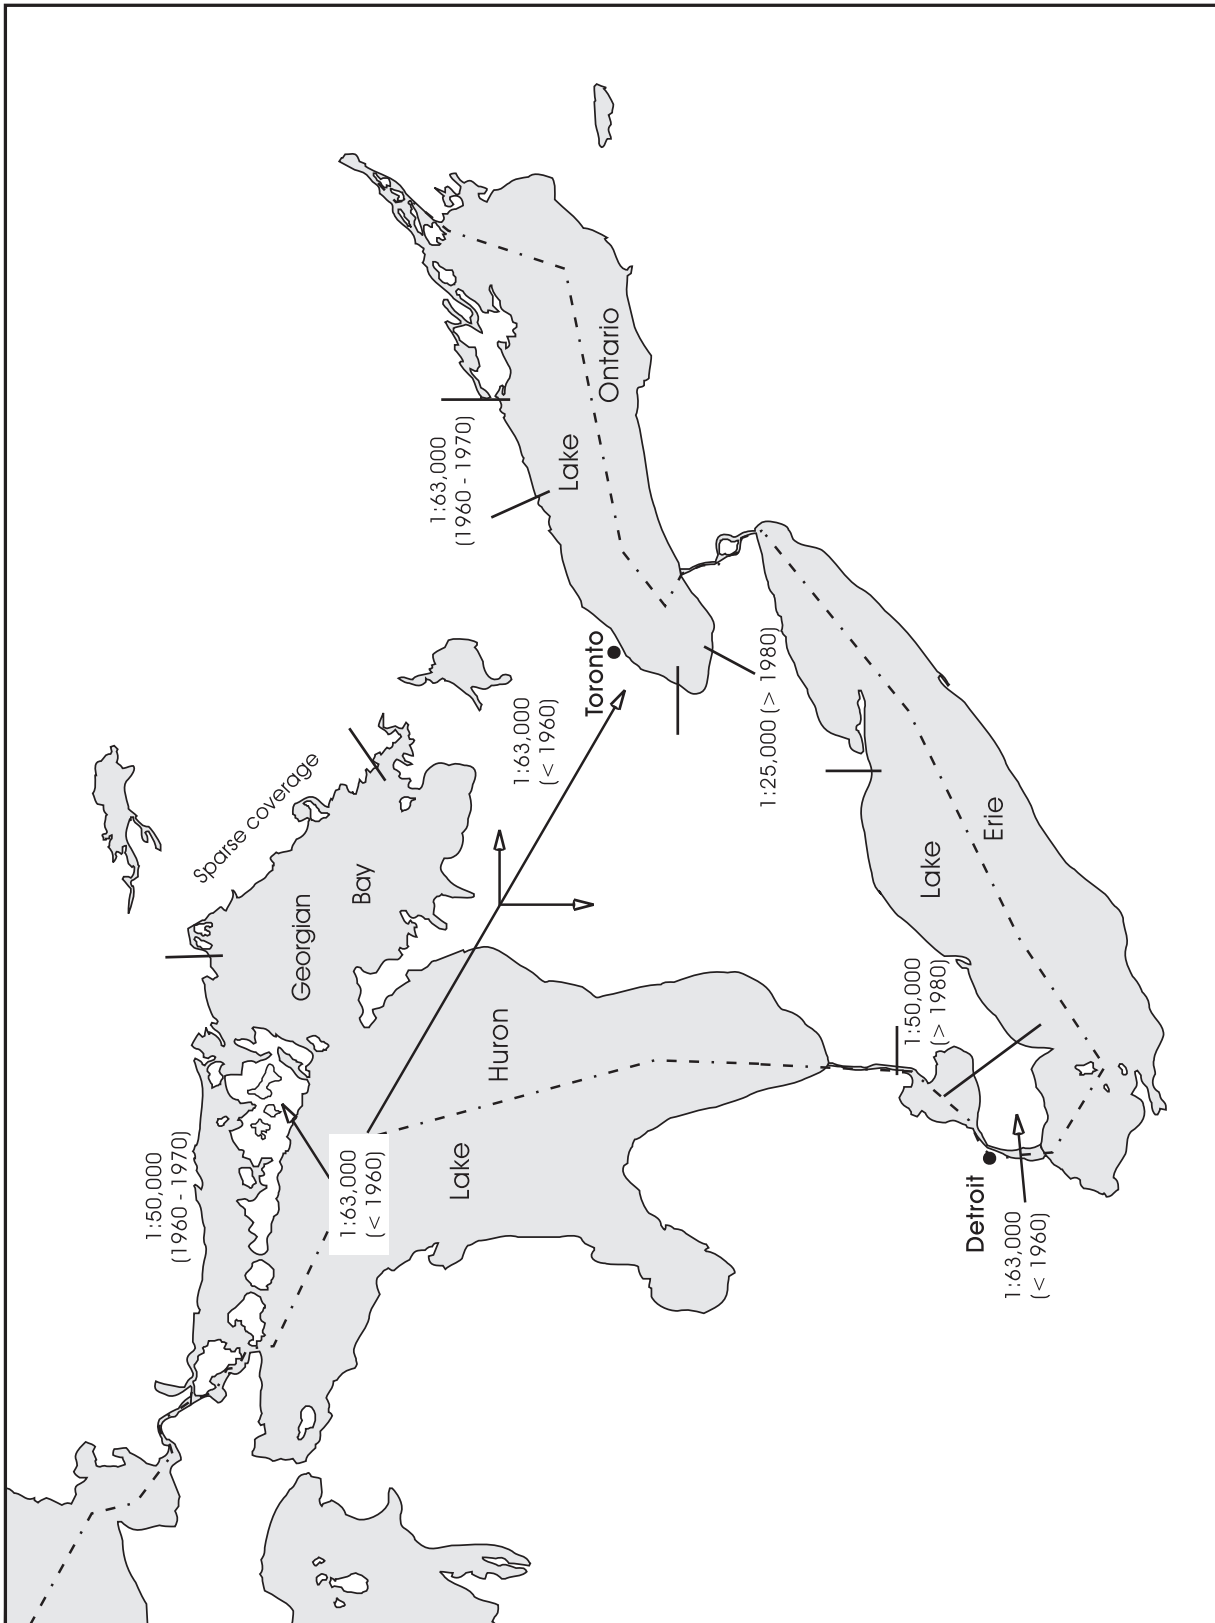 1:63,000
(1960 - 1970)
Lake
Ontario
Toronto
1:63,000
(< 1960)
1:25,000 (> 1980)
Sparse coverage
Georgian
Bay
Lake
Erie
1:50,000
(> 1980)
Lake
Huron
1:50,000
(1960 - 1970)
1:63,000
(< 1960)
Detroit
1:63,000
(< 1960)